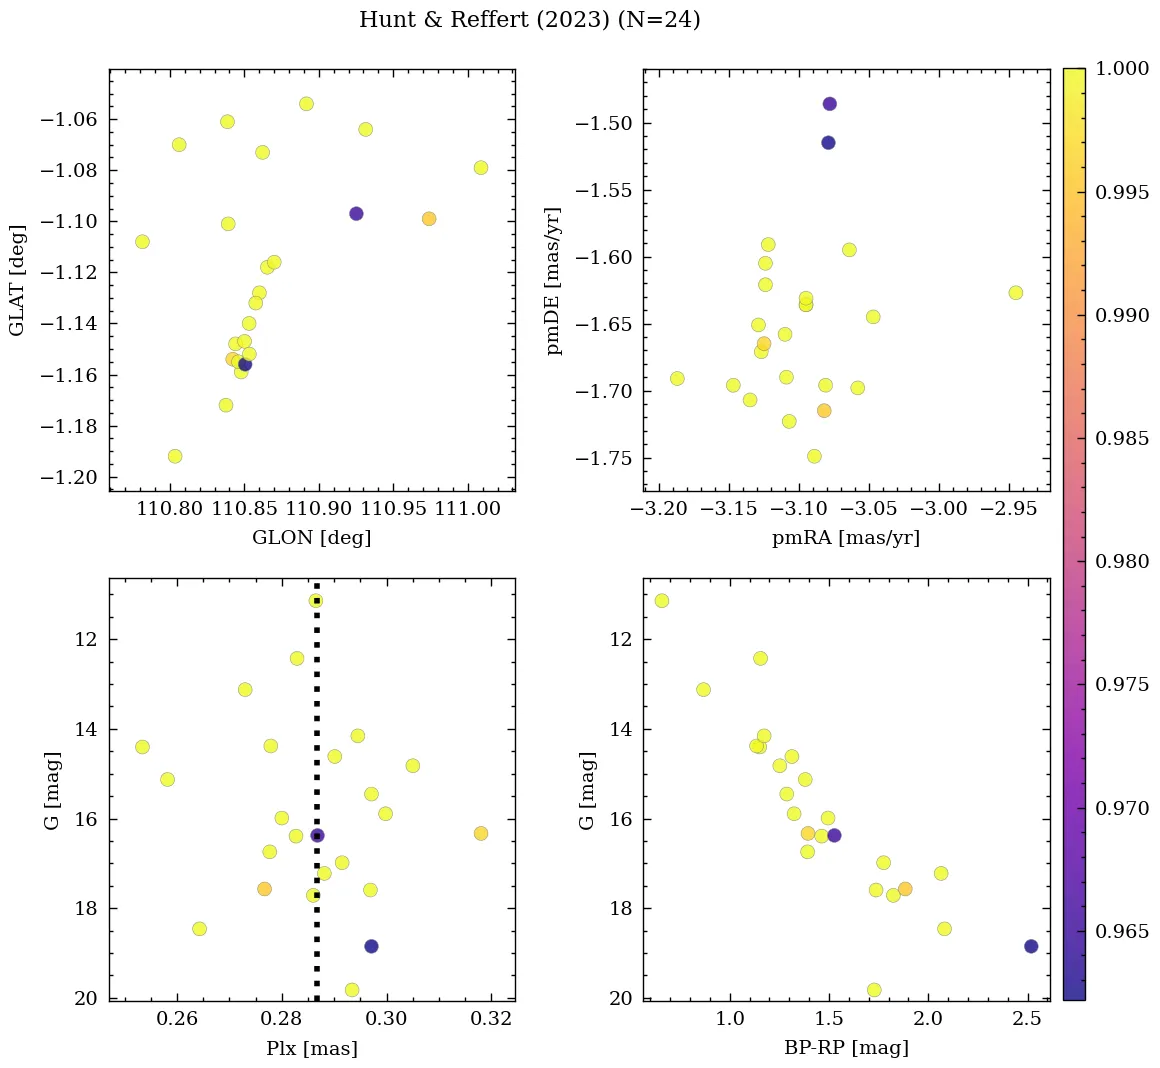 Hunt & Reffert (2023) (N=24)
GLAT [deg]
−1.06
−1.08
−1.10
−1.12
−1.14
−1.16
−1.18
−1.20
110.80 110.85 110.90 110.95 111.00
GLON [deg]
pmDE [mas/yr]
−1.50
−1.55
−1.60
−1.65
−1.70
−1.75
−3.20 −3.15 −3.10 −3.05 −3.00 −2.95
pmRA [mas/yr]
G [mag]
12
14
16
18
20
0.26 0.28 0.30 0.32
Plx [mas]
G [mag]
12
14
16
18
20
1.0 1.5 2.0 2.5
BP-RP [mag]
1.000
0.995
0.990
0.985
0.980
0.975
0.970
0.965